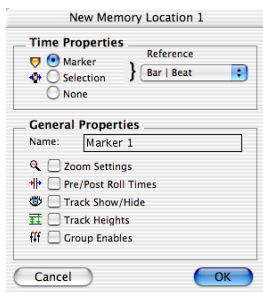 New Memory Location 1
Time Properties
Marker
Reference
Selection
Bar | Beat
None
General Properties
Name: Marker 1
Zoom Settings
Pre/Post Roll Times
Track Show/Hide
Track Heights
Group Enables
Cancel OK